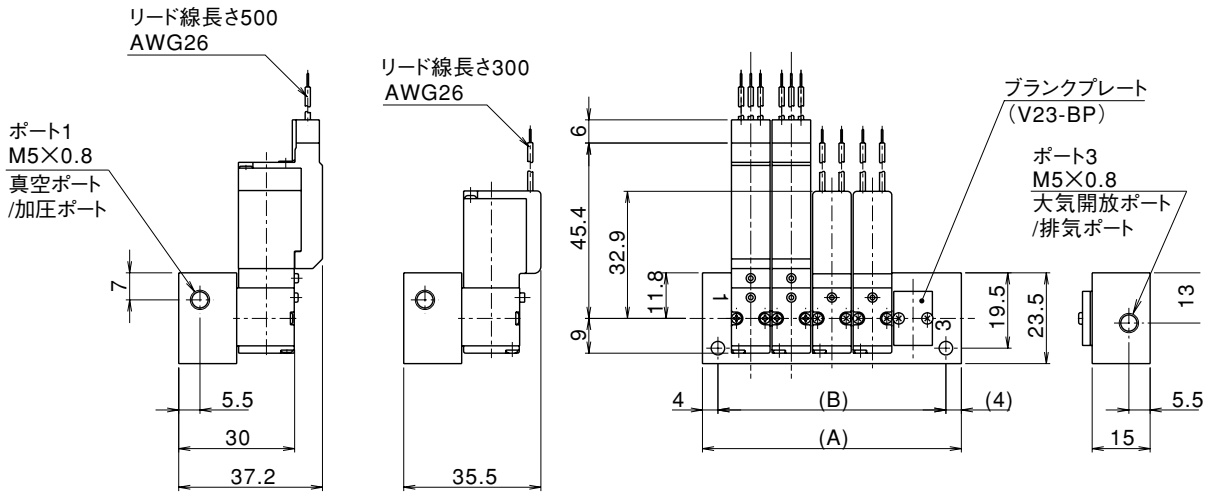 リード線長さ500
AWG26
ポート1
M5×0.8
真空ポート
/加圧ポート
7
5.5
30
37.2
リード線長さ300
AWG26
35.5
6
45.4
32.9
11.8
9
1
3
ブランクプレート
(V23-BP)
19.5
23.5
4
(B)
(4)
(A)
ポート3
M5×0.8
大気開放ポート
/排気ポート
13
5.5
15